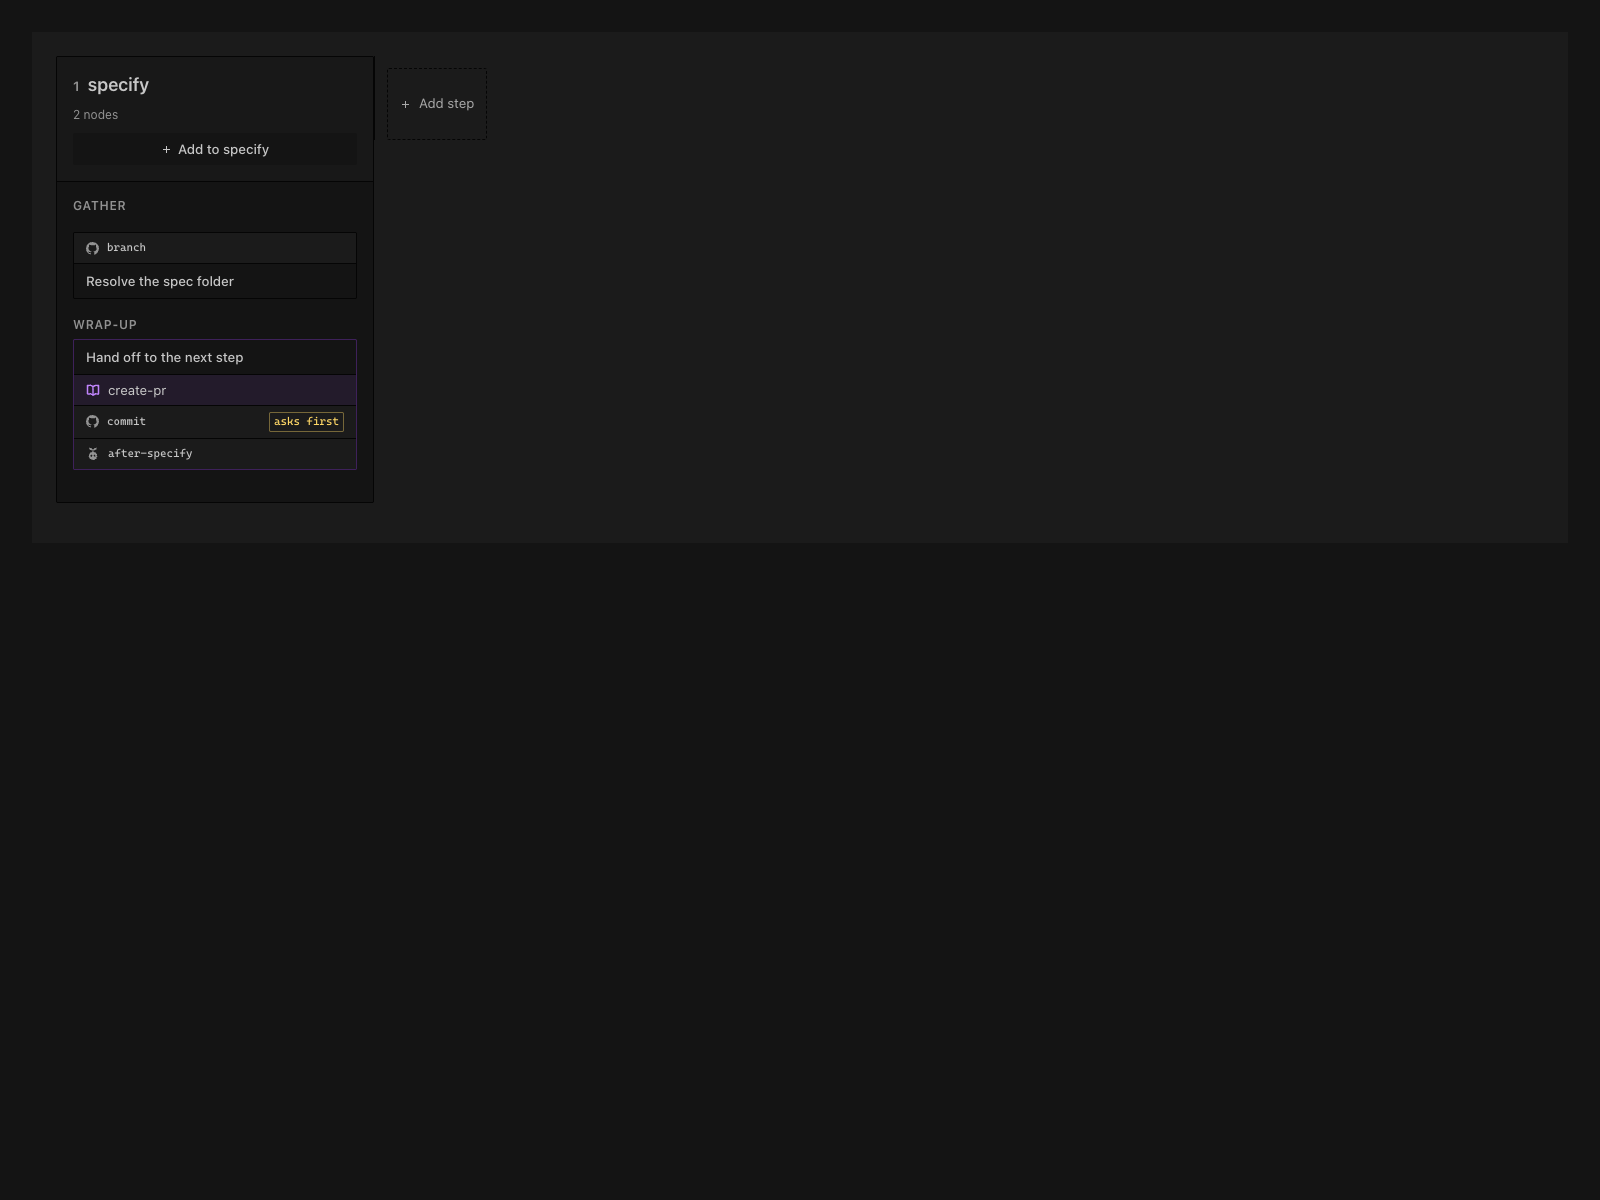 1 specify
2 nodes
+ Add to specify
+ Add step
GATHER
branch
Resolve the spec folder
WRAP-UP
Hand off to the next step
create-pr
commit asks first
after-specify